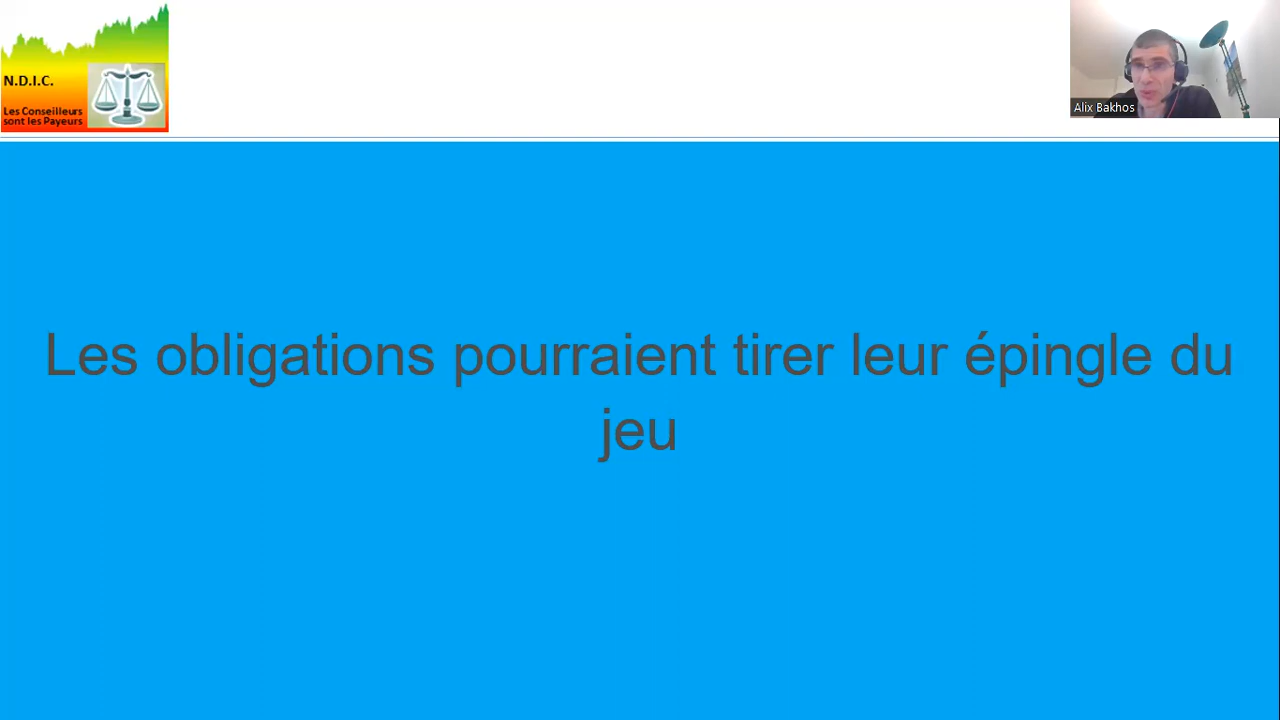 N.D.I.C.
Les Conseilleurs
sont les Payeurs
Alix Bakhos
Les obligations pourraient tirer leur épingle du
jeu